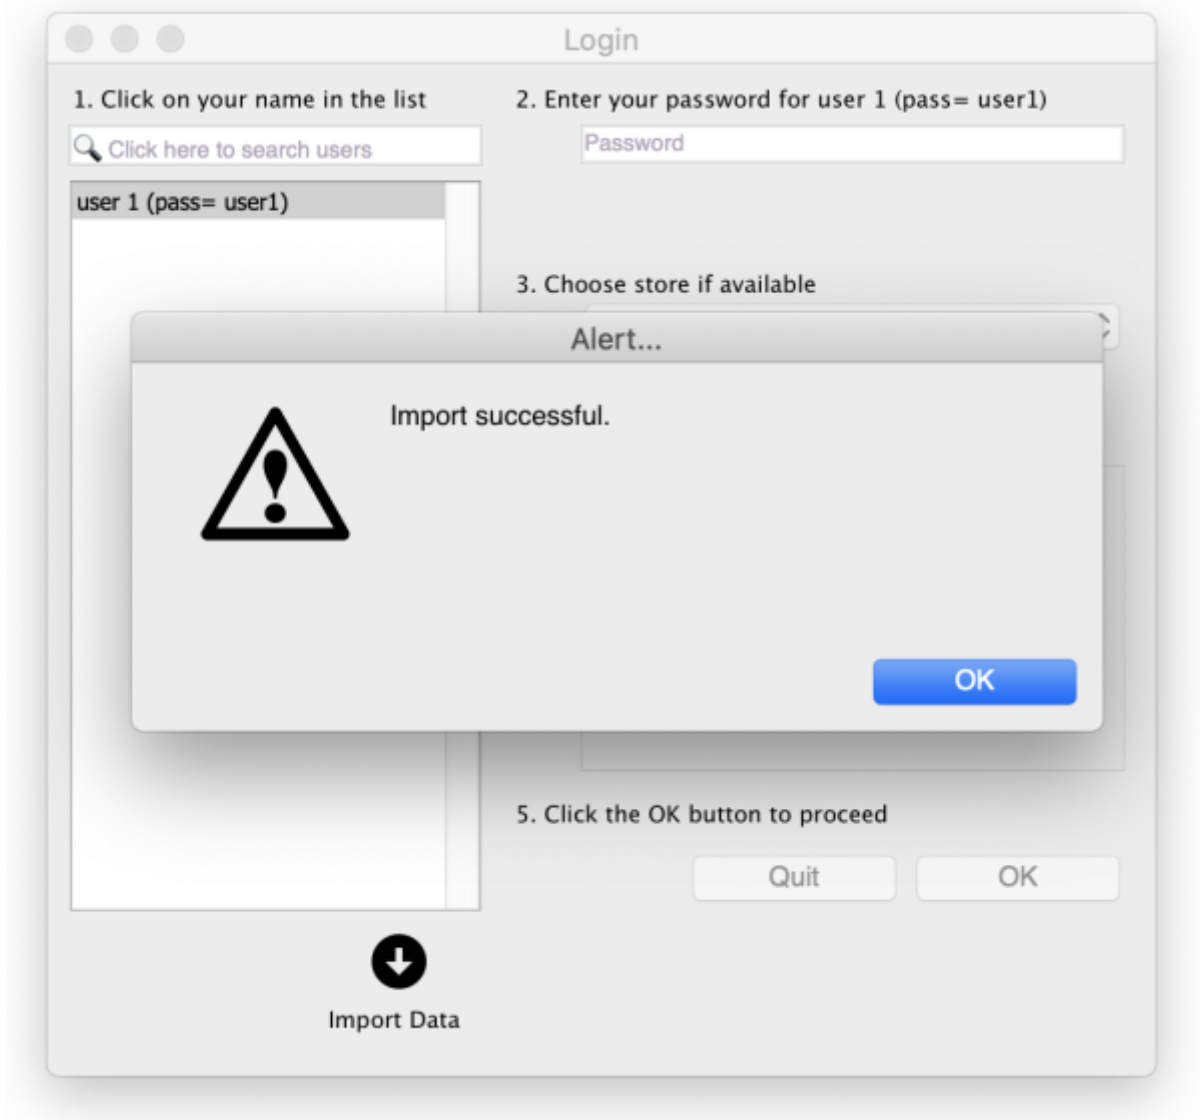 Login
1. Click on your name in the list
Click here to search users
user 1 (pass= user1)
2. Enter your password for user 1 (pass= user1)
Password
3. Choose store if available
Alert...
Import successful.
OK
5. Click the OK button to proceed
Quit
OK
Import Data